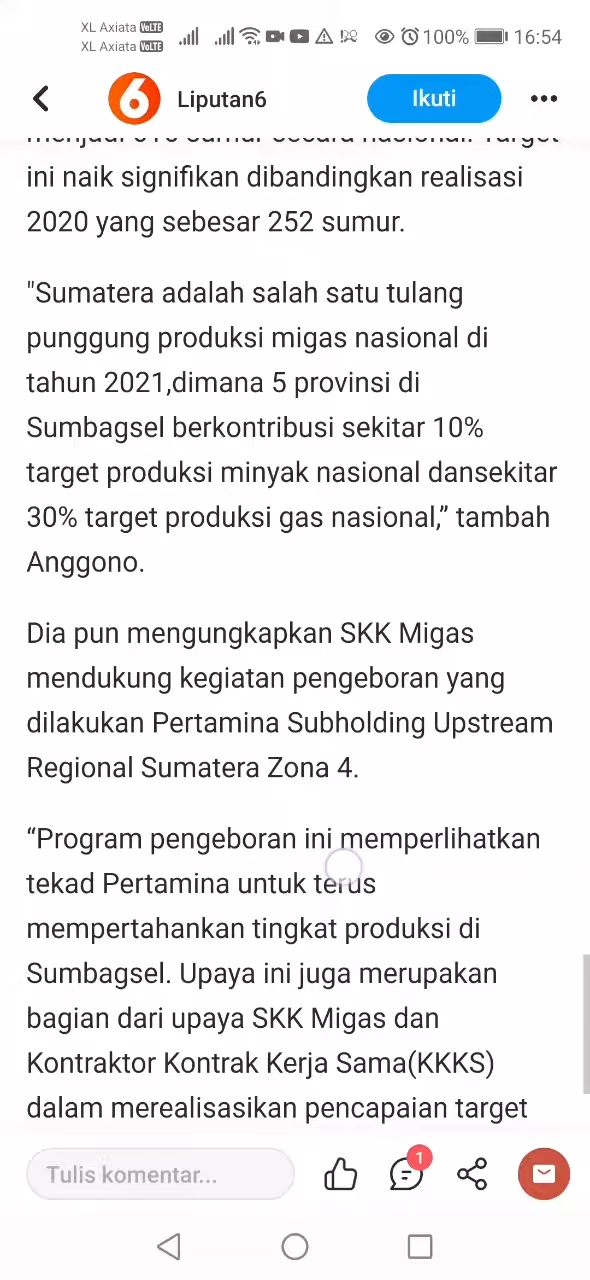 XL Axiata VoLTE
XL Axiata VoLTE
100%
16:54
Liputan6
Ikuti
ini naik signifikan dibandingkan realisasi
2020 yang sebesar 252 sumur.
"Sumatera adalah salah satu tulang
punggung produksi migas nasional di
tahun 2021,dimana 5 provinsi di
Sumbagsel berkontribusi sekitar 10%
target produksi minyak nasional dansekitar
30% target produksi gas nasional,” tambah
Anggono.
Dia pun mengungkapkan SKK Migas
mendukung kegiatan pengeboran yang
dilakukan Pertamina Subholding Upstream
Regional Sumatera Zona 4.
“Program pengeboran ini memperlihatkan
tekad Pertamina untuk terus
mempertahankan tingkat produksi di
Sumbagsel. Upaya ini juga merupakan
bagian dari upaya SKK Migas dan
Kontraktor Kontrak Kerja Sama(KKKS)
dalam merealisasikan pencapaian target
Tulis komentar...
1